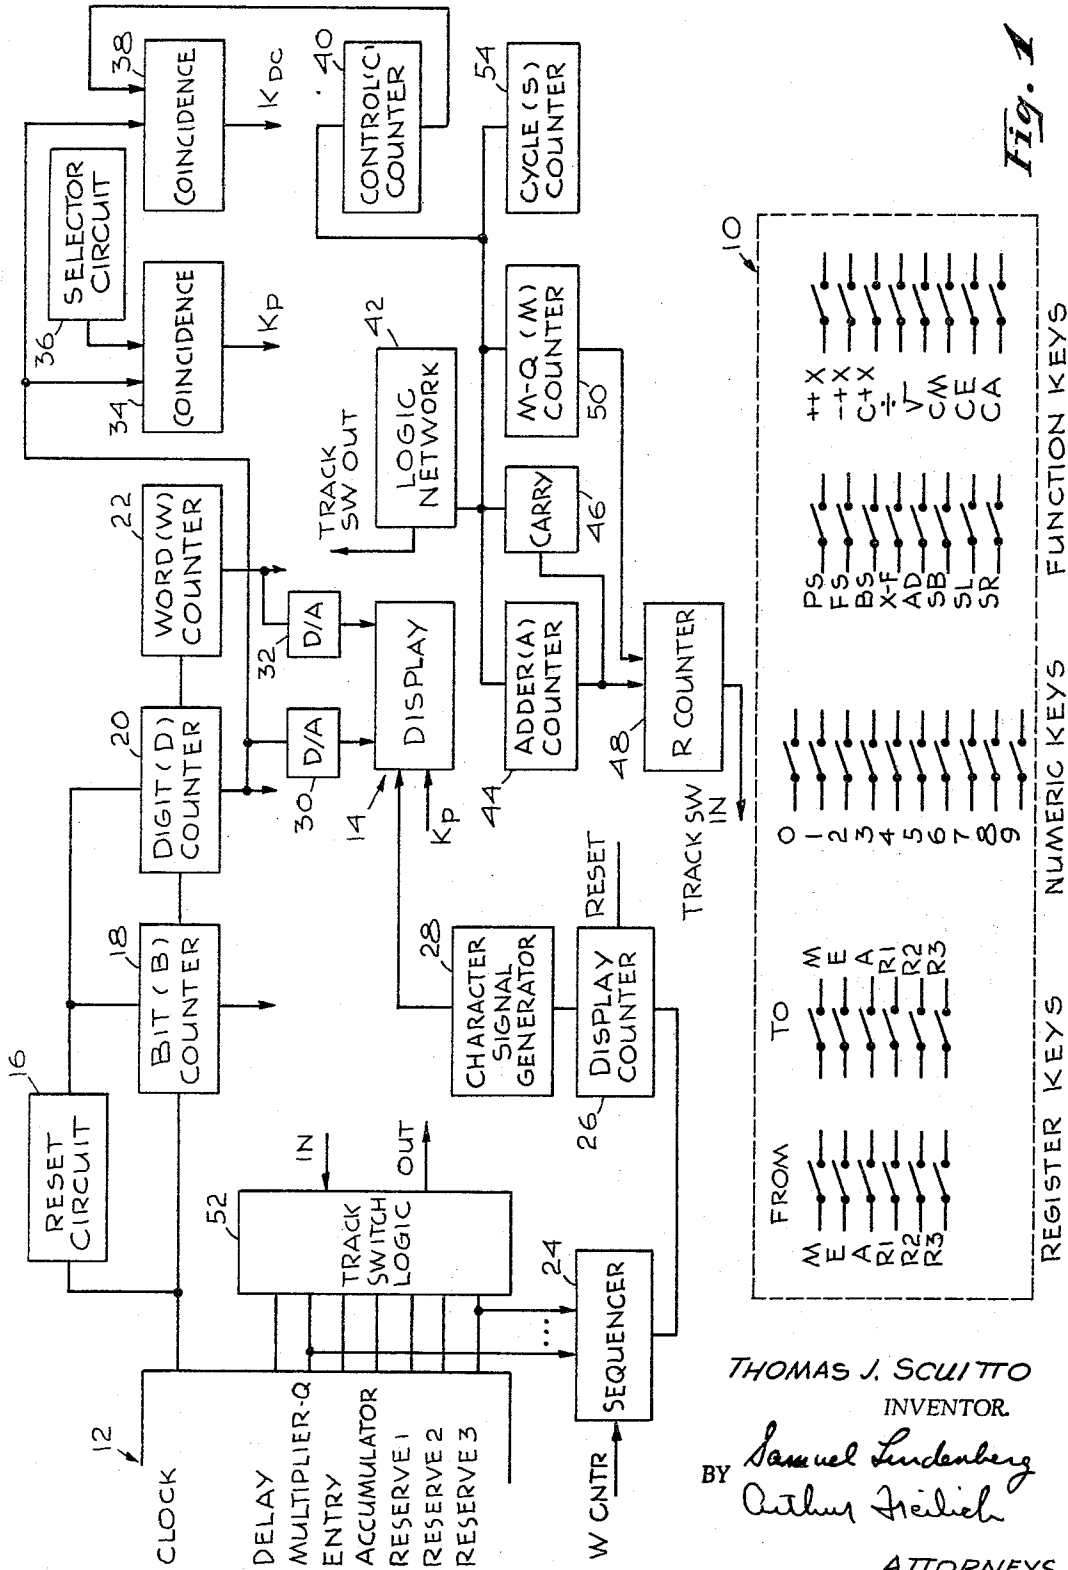 Fig. 1
CLOCK
12
RESET
CIRCUIT
16
BIT (B)
COUNTER
18
DIGIT (D)
COUNTER
20
WORD (W)
COUNTER
22
COINCIDENCE
34
SELECTOR
CIRCUIT
36
COINCIDENCE
38
KP
KDC
DELAY
MULTIPLIER-Q
ENTRY
ACCUMULATOR
RESERVE 1
RESERVE 2
RESERVE 3
TRACK
SWITCH
LOGIC
52
IN
OUT
D/A
30
D/A
32
DISPLAY
14
KP
TRACK
SW OUT
LOGIC
NETWORK
42
CONTROL 'C'
COUNTER
40
CHARACTER
SIGNAL
GENERATOR
28
ADDER (A)
COUNTER
44
CARRY
46
M-Q (M)
COUNTER
50
CYCLE (S)
COUNTER
54
W CNTR
SEQUENCER
24
...
DISPLAY
COUNTER
26
RESET
R COUNTER
48
TRACK SW
IN
10
FROM
M
E
A
R1
R2
R3
TO
M
E
A
R1
R2
R3
0
1
2
3
4
5
6
7
8
9
PS
FS
BS
X-F
AD
SB
SL
SR
++X
-+X
C+X
÷
√
CM
CE
CA
REGISTER KEYS
NUMERIC KEYS
FUNCTION KEYS
THOMAS J. SCUITTO
INVENTOR.
BY Samuel Lindenberg
Arthur Freilich
ATTORNEYS